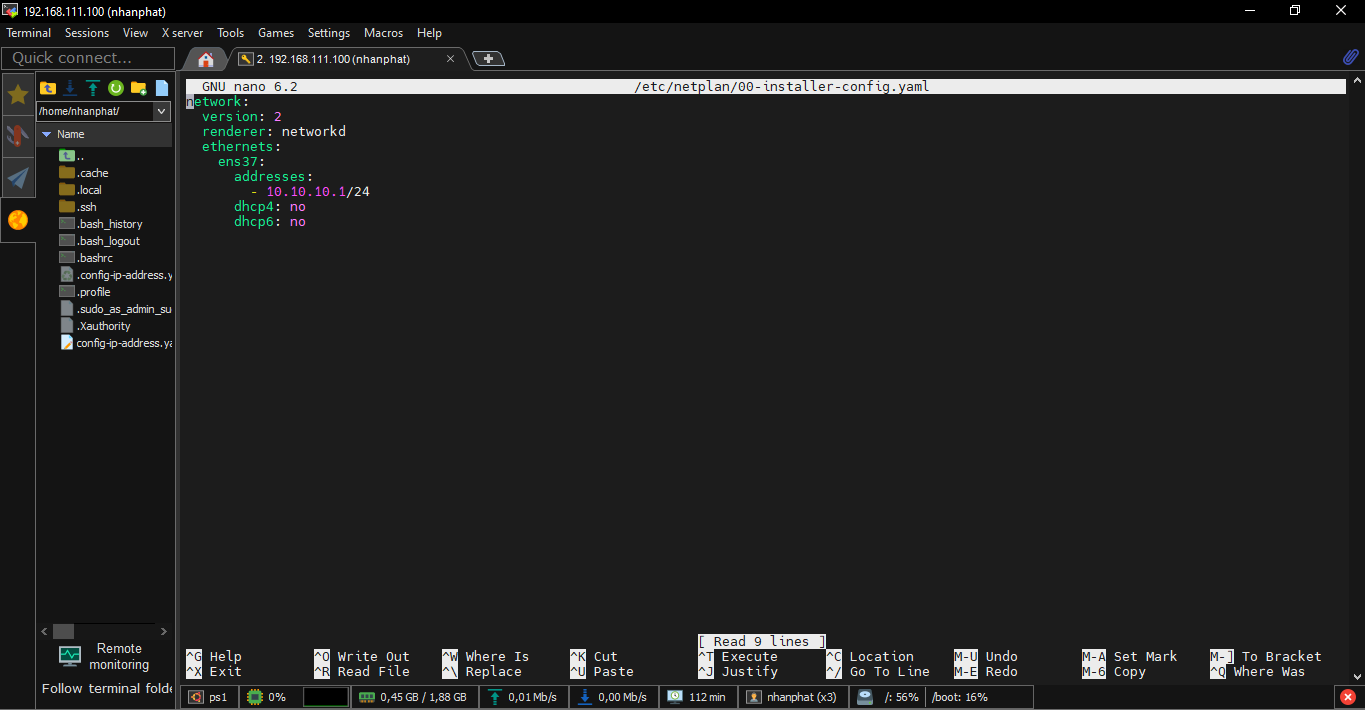 192.168.111.100 (nhanphat)
Terminal Sessions View X server Tools Games Settings Macros Help
Quick connect...
2. 192.168.111.100 (nhanphat)
/home/nhanphat/
Name
..
.cache
.local
.ssh
.bash_history
.bash_logout
.bashrc
.config-ip-address.y
.profile
.sudo_as_admin_su
.Xauthority
config-ip-address.ya
Remote
monitoring
Follow terminal folde
GNU nano 6.2 /etc/netplan/00-installer-config.yaml
network:
  version: 2
  renderer: networkd
  ethernets:
    ens37:
      addresses:
        - 10.10.10.1/24
      dhcp4: no
      dhcp6: no
[ Read 9 lines ]
^G Help ^O Write Out ^W Where Is ^K Cut ^T Execute ^C Location M-U Undo M-A Set Mark M-] To Bracket
^X Exit ^R Read File ^\ Replace ^U Paste ^J Justify ^/ Go To Line M-E Redo M-6 Copy ^Q Where Was
ps1 0% 0,45 GB / 1,88 GB 0,01 Mb/s 0,00 Mb/s 112 min nhanphat (x3) /: 56% /boot: 16%